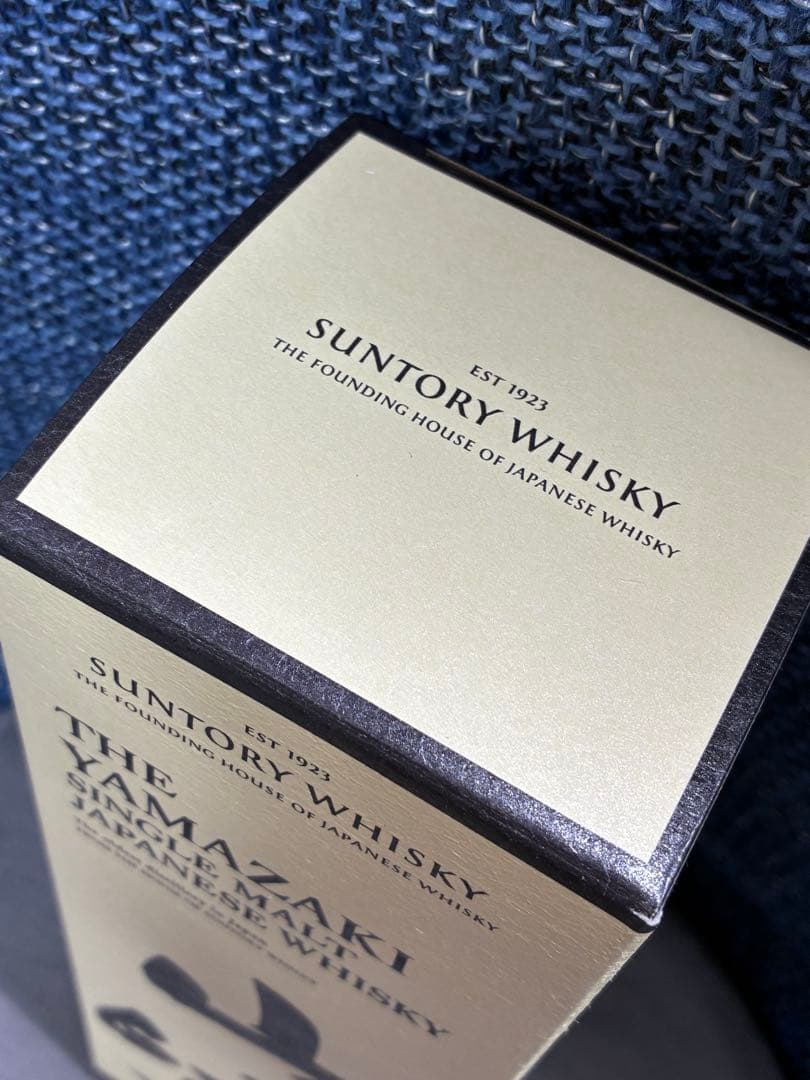 EST 1923
SUNTORY WHISKY
THE FOUNDING HOUSE OF JAPANESE WHISKY
EST 1923
SUNTORY WHISKY
THE FOUNDING HOUSE OF JAPANESE WHISKY
THE
YAMAZAKI
SINGLE MALT
JAPANESE WHISKY